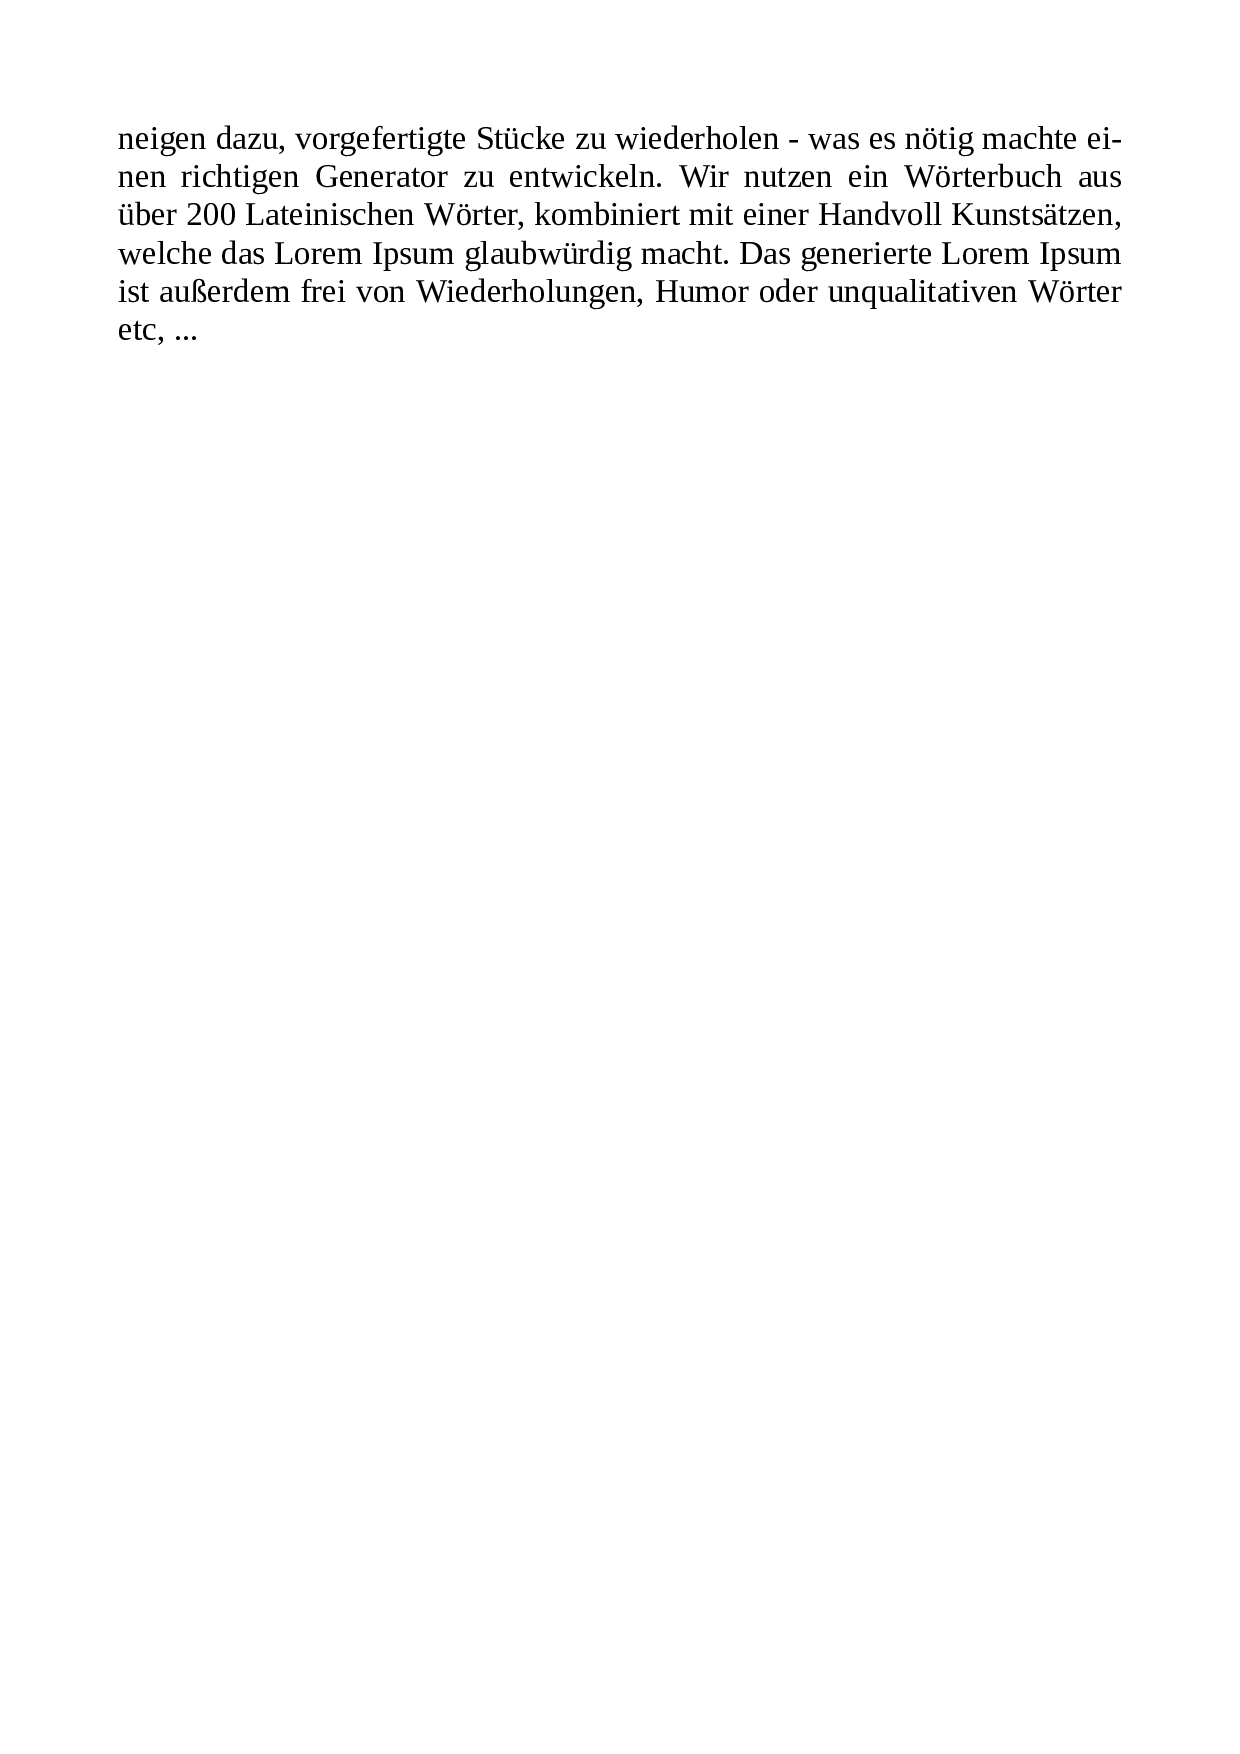 neigen dazu, vorgefertigte Stücke zu wiederholen - was es nötig machte ei-
nen richtigen Generator zu entwickeln. Wir nutzen ein Wörterbuch aus
über 200 Lateinischen Wörter, kombiniert mit einer Handvoll Kunstsätzen,
welche das Lorem Ipsum glaubwürdig macht. Das generierte Lorem Ipsum
ist außerdem frei von Wiederholungen, Humor oder unqualitativen Wörter
etc, ...